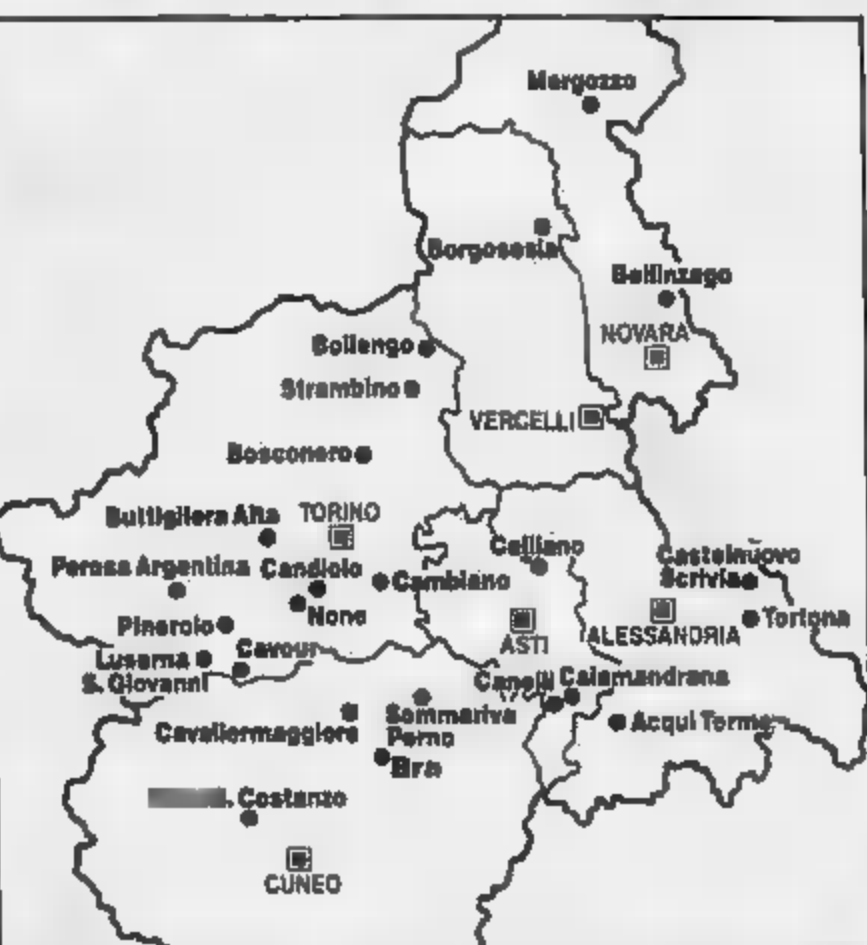 Mergozzo
Borgosesia
Bellinzago
NOVARA
Bollengo
Strambino
VERCELLI
Bosconero
Buttigliera Alta
TORINO
Calliano
Castelnuovo
Scrivia
Perosa Argentina
Candiolo
Cambiano
None
Pinerolo
ASTI
ALESSANDRIA
Tortona
Cavour
Luserna
S. Giovanni
Canelli
Calamandrana
Sommariva
Perno
Cavallermaggiore
Acqui Terme
Bra
. Costanzo
CUNEO